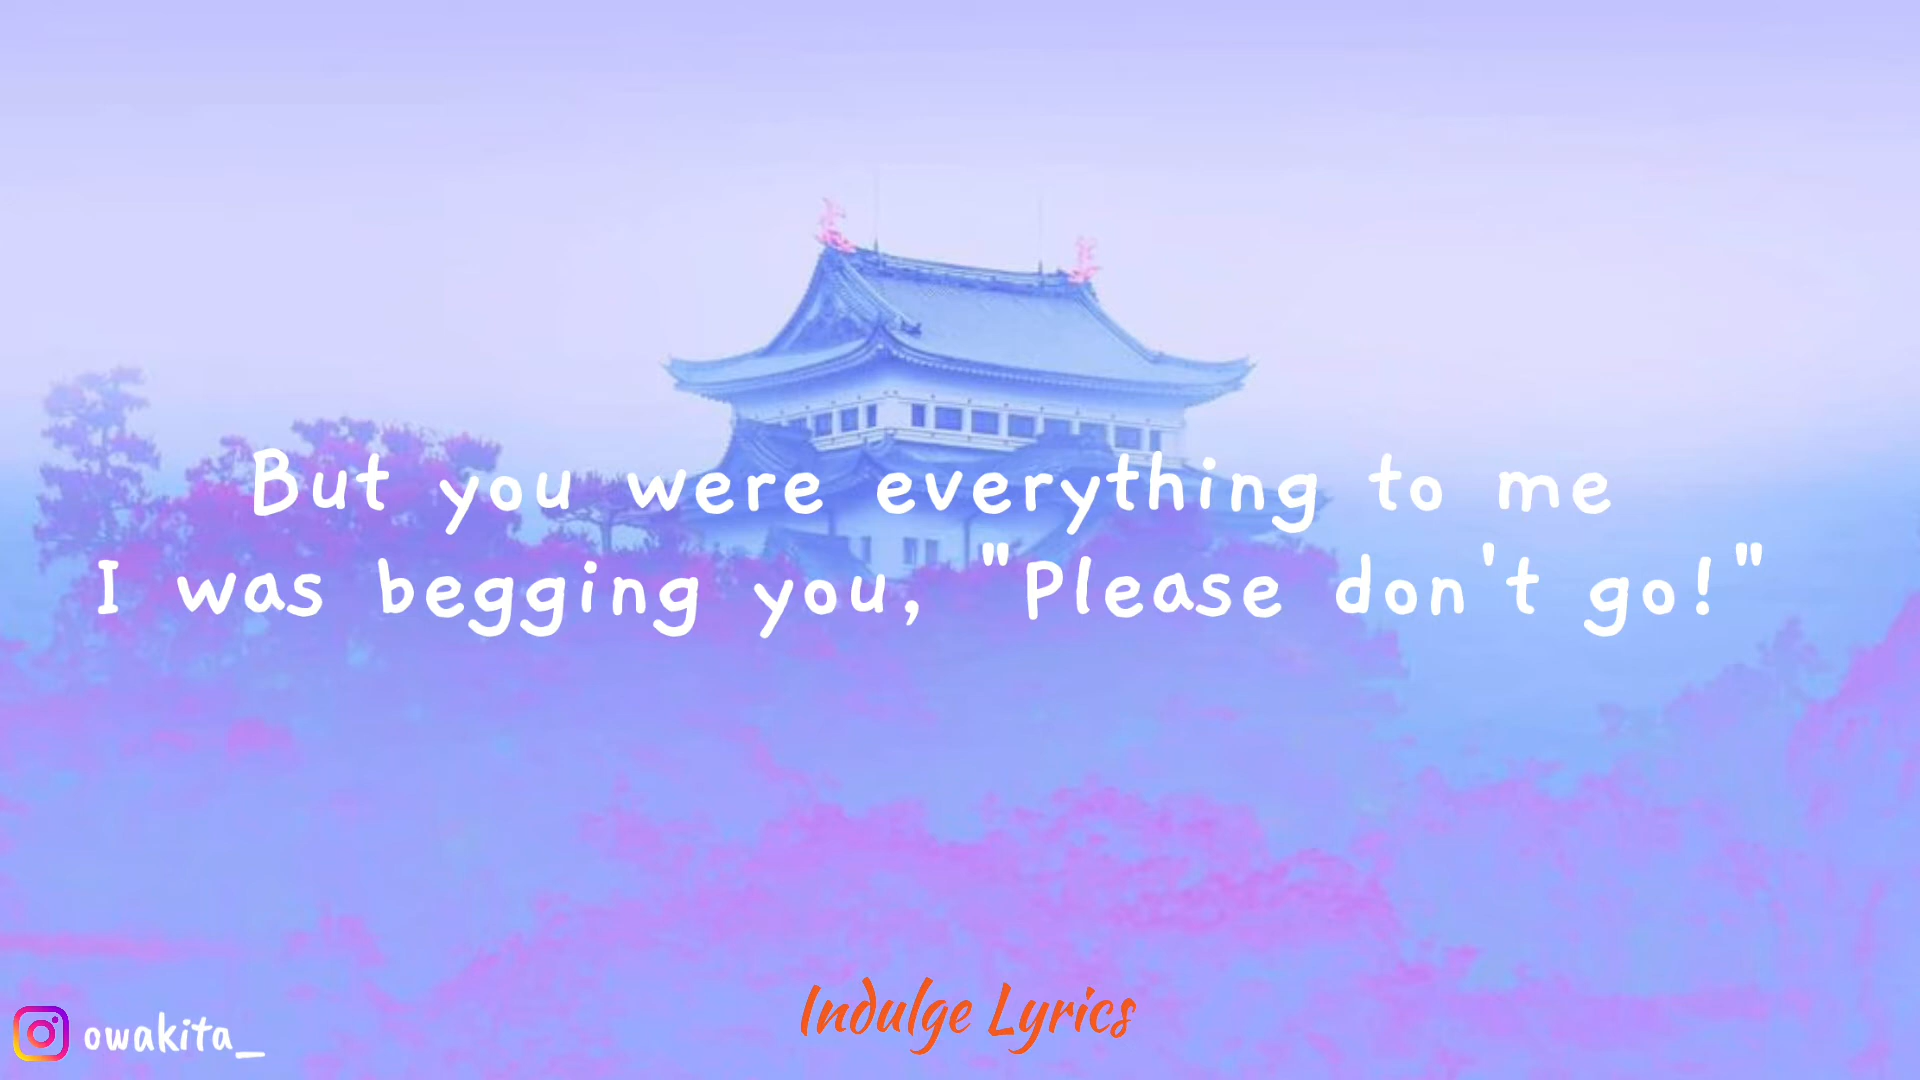 But you were everything to me
I was begging you, "Please don't go!"
Indulge Lyrics
owakita_